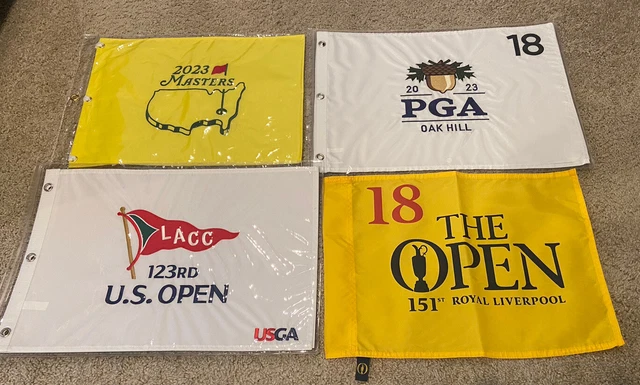 2023
MASTERS
18
20 23
PGA
OAK HILL
LACC
123RD
U.S. OPEN
USGA
18
THE
OPEN
151ST ROYAL LIVERPOOL